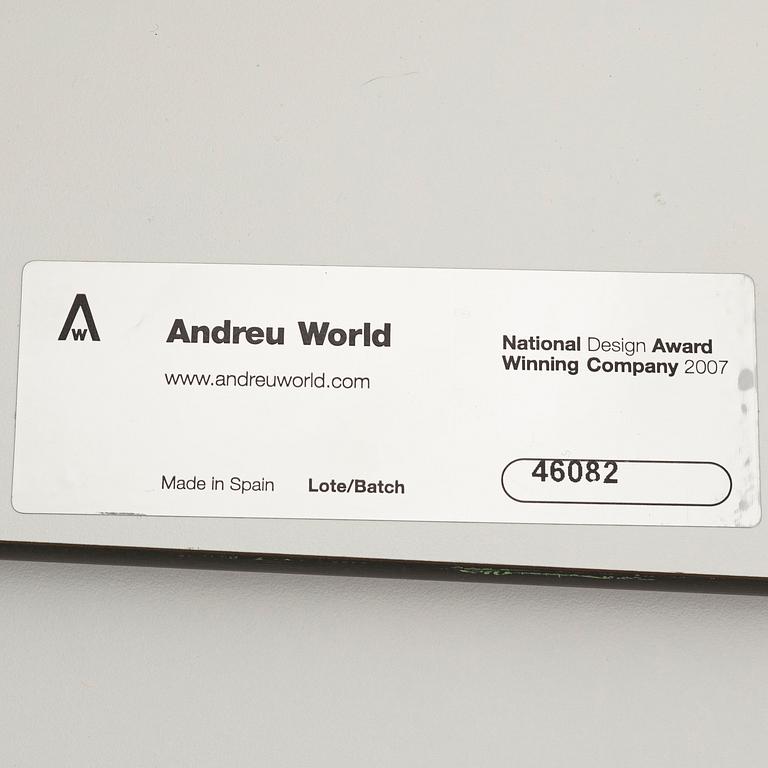 AW
Andreu World
www.andreuworld.com
National Design Award
Winning Company 2007
Made in Spain
Lote/Batch
46082